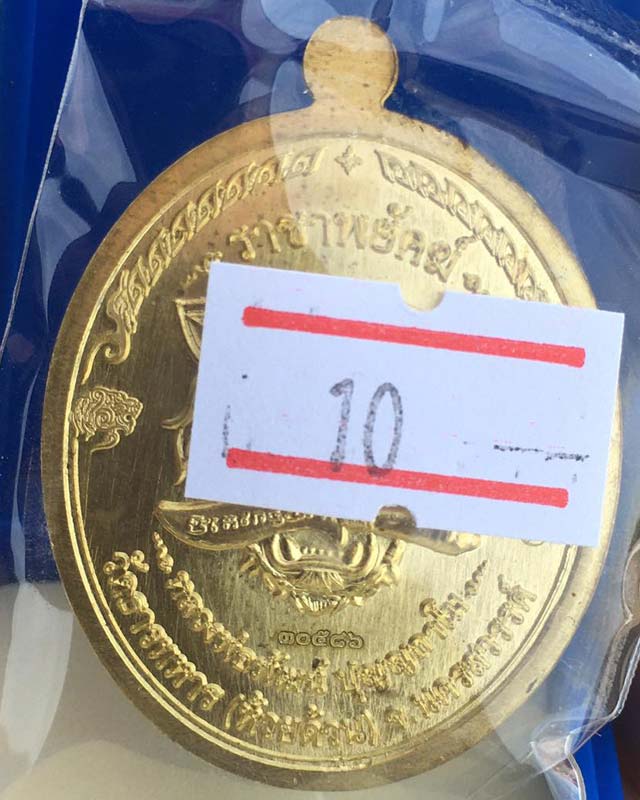 ราชาพยัคฆ์
10
๓๐๕๘๖
หลวงพ่อพัฒน์ ปุญญกาโม
วัดธารทหาร (ห้วยด้วน) จ.นครสวรรค์